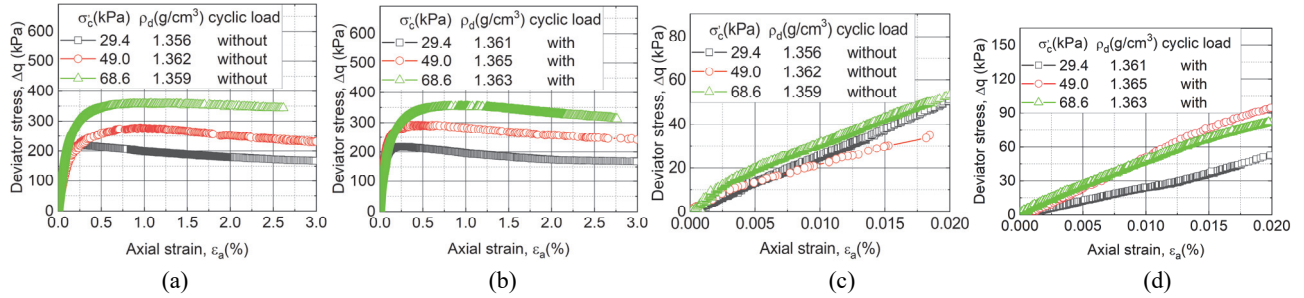 σ'c(kPa) ρd(g/cm³) cyclic load
29.4 1.356 without
49.0 1.362 without
68.6 1.359 without
600
500
400
300
200
100
0
0.0 0.5 1.0 1.5 2.0 2.5 3.0
Deviator stress, Δq (kPa)
Axial strain, εa(%)
(a)
σ'c(kPa) ρd(g/cm³) cyclic load
29.4 1.361 with
49.0 1.365 with
68.6 1.363 with
600
500
400
300
200
100
0
0.0 0.5 1.0 1.5 2.0 2.5 3.0
Deviator stress, Δq (kPa)
Axial strain, εa(%)
(b)
σ'c(kPa) ρd(g/cm³) cyclic load
29.4 1.356 without
49.0 1.362 without
68.6 1.359 without
80
60
40
20
0
0.000 0.005 0.010 0.015 0.020
Deviator stress, Δq (kPa)
Axial strain, εa(%)
(c)
σ'c(kPa) ρd(g/cm³) cyclic load
29.4 1.361 with
49.0 1.365 with
68.6 1.363 with
150
120
90
60
30
0
0.000 0.005 0.010 0.015 0.020
Deviator stress, Δq (kPa)
Axial strain, εa(%)
(d)